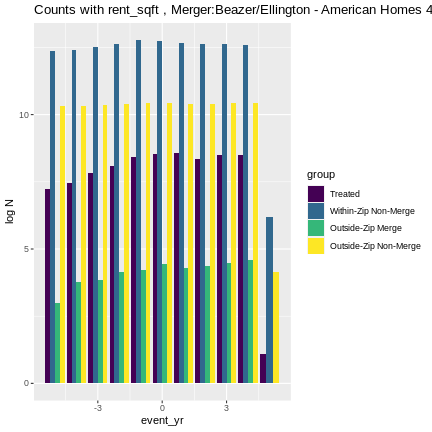 Counts with rent_sqft , Merger:Beazer/Ellington - American Homes 4
log N
10
5
0
-3
0
3
event_yr
group
Treated
Within-Zip Non-Merge
Outside-Zip Merge
Outside-Zip Non-Merge